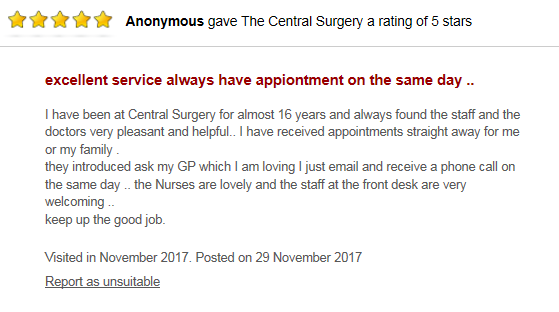 Anonymous gave The Central Surgery a rating of 5 stars
excellent service always have appiontment on the same day ..
I have been at Central Surgery for almost 16 years and always found the staff and the
doctors very pleasant and helpful.. I have received appointments straight away for me
or my family .
they introduced ask my GP which I am loving I just email and receive a phone call on
the same day .. the Nurses are lovely and the staff at the front desk are very
welcoming ..
keep up the good job.
Visited in November 2017. Posted on 29 November 2017
Report as unsuitable